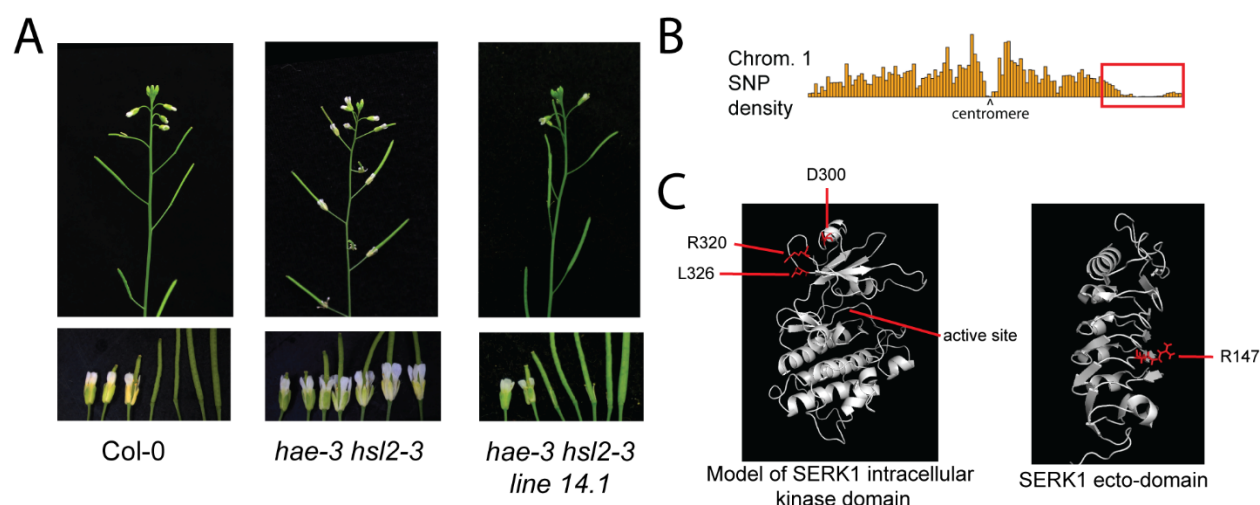 A
Col-0
hae-3 hsl2-3
hae-3 hsl2-3
line 14.1
B
Chrom. 1
SNP
density
^
centromere
C
D300
R320
L326
active site
Model of SERK1 intracellular
kinase domain
R147
SERK1 ecto-domain